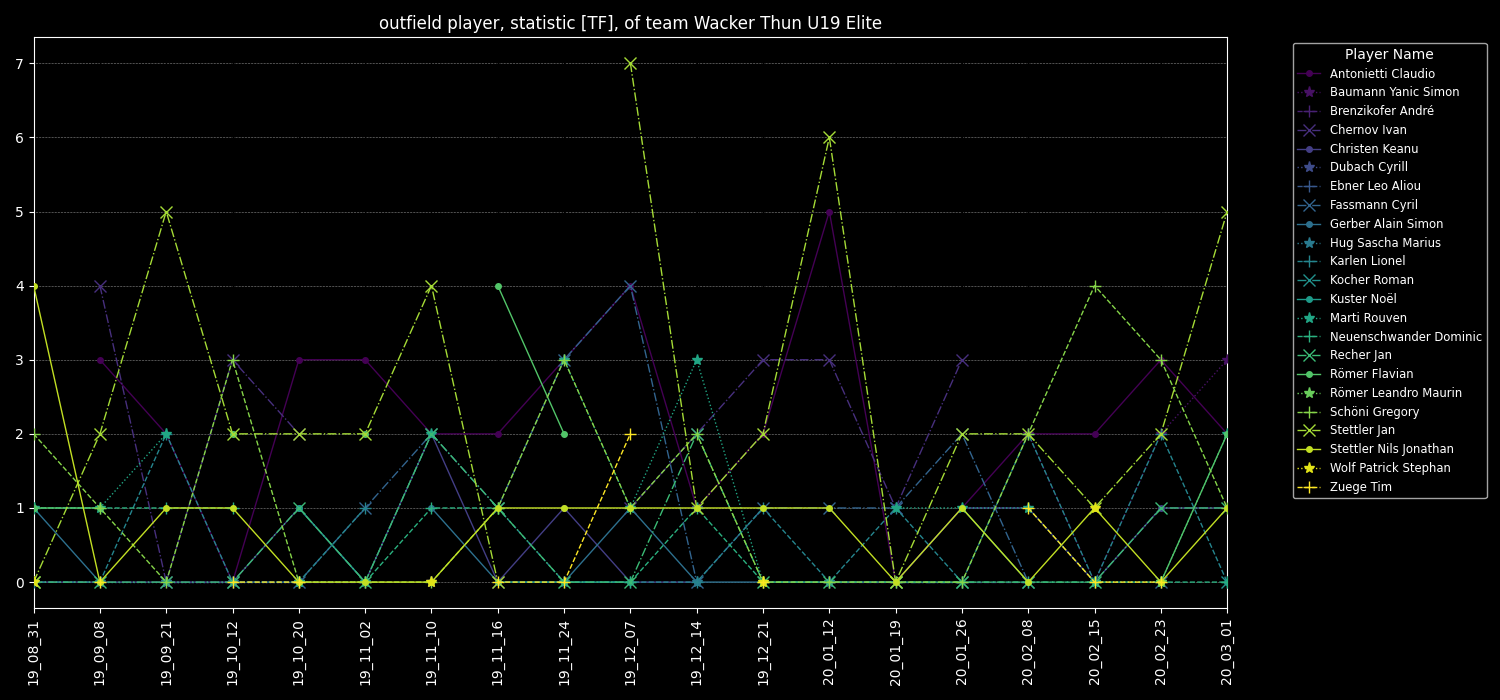 outfield player, statistic [TF], of team Wacker Thun U19 Elite
7
6
5
4
3
2
1
0
19_08_31
19_09_08
19_09_21
19_10_12
19_10_20
19_11_02
19_11_10
19_11_16
19_11_24
19_12_07
19_12_14
19_12_21
20_01_12
20_01_19
20_01_26
20_02_08
20_02_15
20_02_23
20_03_01
Player Name
Antonietti Claudio
Baumann Yanic Simon
Brenzikofer André
Chernov Ivan
Christen Keanu
Dubach Cyrill
Ebner Leo Aliou
Fassmann Cyril
Gerber Alain Simon
Hug Sascha Marius
Karlen Lionel
Kocher Roman
Kuster Noël
Marti Rouven
Neuenschwander Dominic
Recher Jan
Römer Flavian
Römer Leandro Maurin
Schöni Gregory
Stettler Jan
Stettler Nils Jonathan
Wolf Patrick Stephan
Zuege Tim